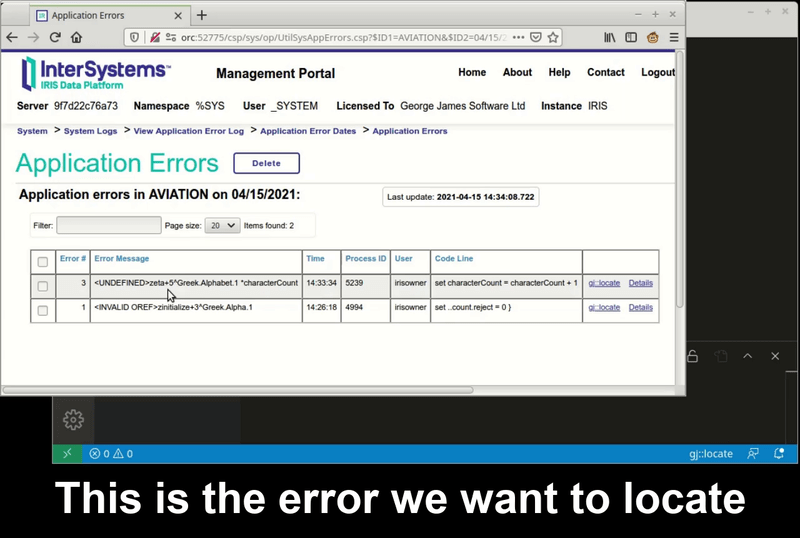 Application Errors
orc:52775/csp/sys/op/UtilSysAppErrors.csp?$ID1=AVIATION&$ID2=04/15/2
InterSystems™
IRIS Data Platform
Management Portal
Home About Help Contact Logout
Server 9f7d22c76a73 Namespace %SYS User _SYSTEM Licensed To George James Software Ltd Instance IRIS
System > System Logs > View Application Error Log > Application Error Dates > Application Errors
Application Errors Delete
Application errors in AVIATION on 04/15/2021: Last update: 2021-04-15 14:34:08.722
Filter: Page size: 20 Items found: 2
Error # Error Message Time Process ID User Code Line
3 <UNDEFINED>zeta+5^Greek.Alphabet.1 *characterCount 14:33:34 5239 irisowner set characterCount = characterCount + 1 gj::locate Details
1 <INVALID OREF>zinitialize+3^Greek.Alpha.1 14:26:18 4994 irisowner set ..count.reject = 0 } gj::locate Details
0 0 gj::locate
This is the error we want to locate